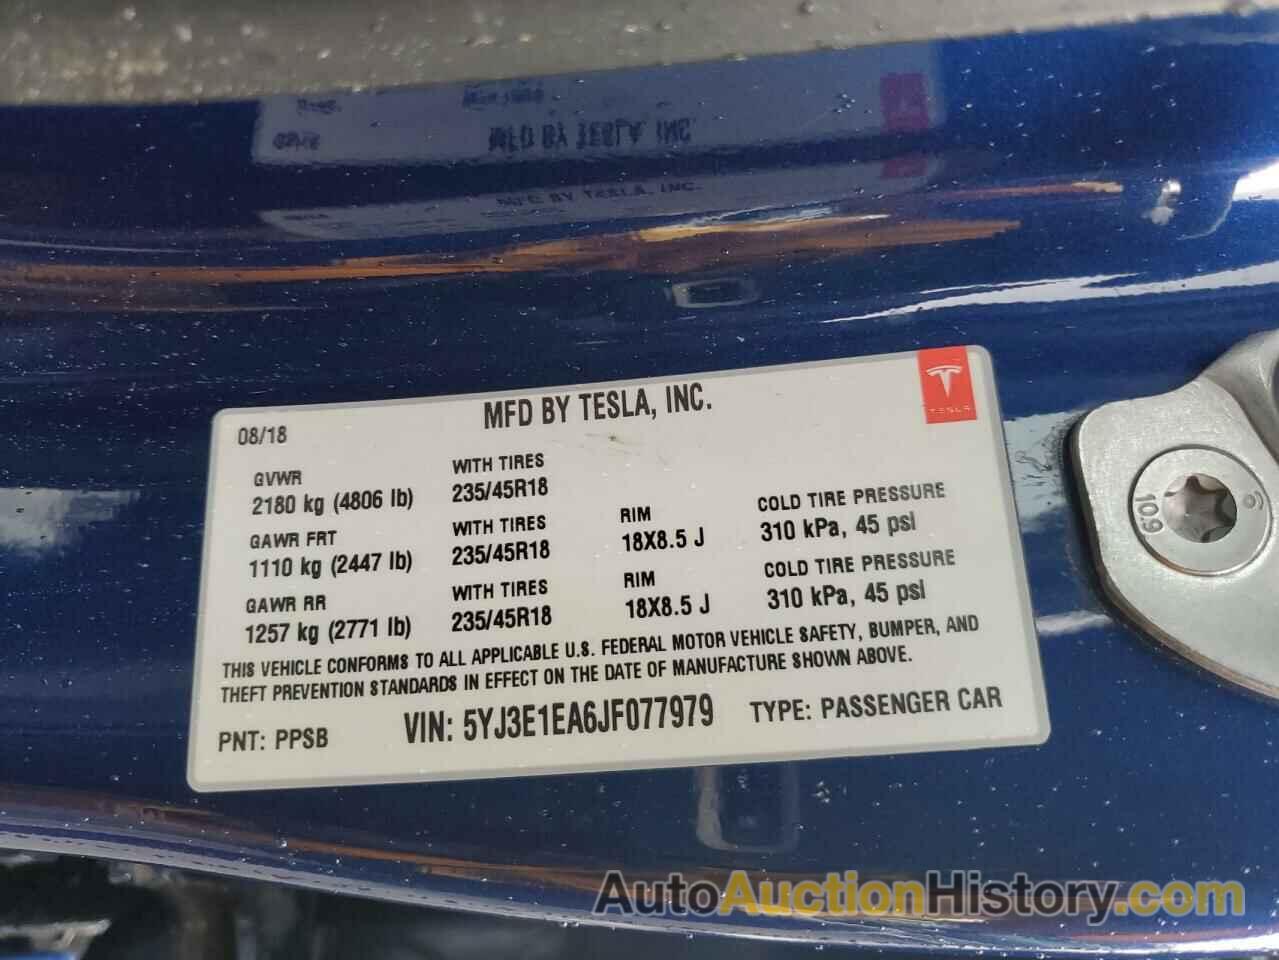 MFD BY TESLA, INC.
MFD BY TESLA, INC.
TESLA
08/18
GVWR
2180 kg (4806 lb)
WITH TIRES
235/45R18
GAWR FRT
1110 kg (2447 lb)
WITH TIRES
235/45R18
RIM
18X8.5 J
COLD TIRE PRESSURE
310 kPa, 45 psi
GAWR RR
1257 kg (2771 lb)
WITH TIRES
235/45R18
RIM
18X8.5 J
COLD TIRE PRESSURE
310 kPa, 45 psi
THIS VEHICLE CONFORMS TO ALL APPLICABLE U.S. FEDERAL MOTOR VEHICLE SAFETY, BUMPER, AND
THEFT PREVENTION STANDARDS IN EFFECT ON THE DATE OF MANUFACTURE SHOWN ABOVE.
PNT: PPSB
VIN: 5YJ3E1EA6JF077979
TYPE: PASSENGER CAR
10.9
AutoAuctionHistory.com